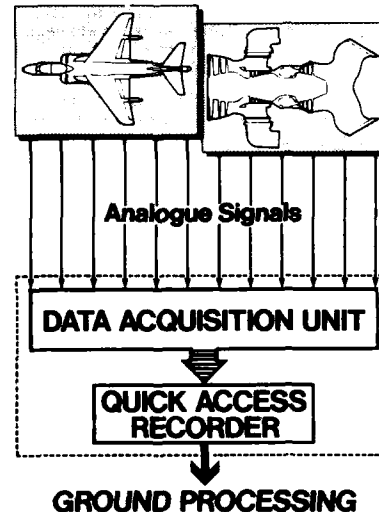 Analogue Signals
DATA ACQUISITION UNIT
QUICK ACCESS
RECORDER
GROUND PROCESSING